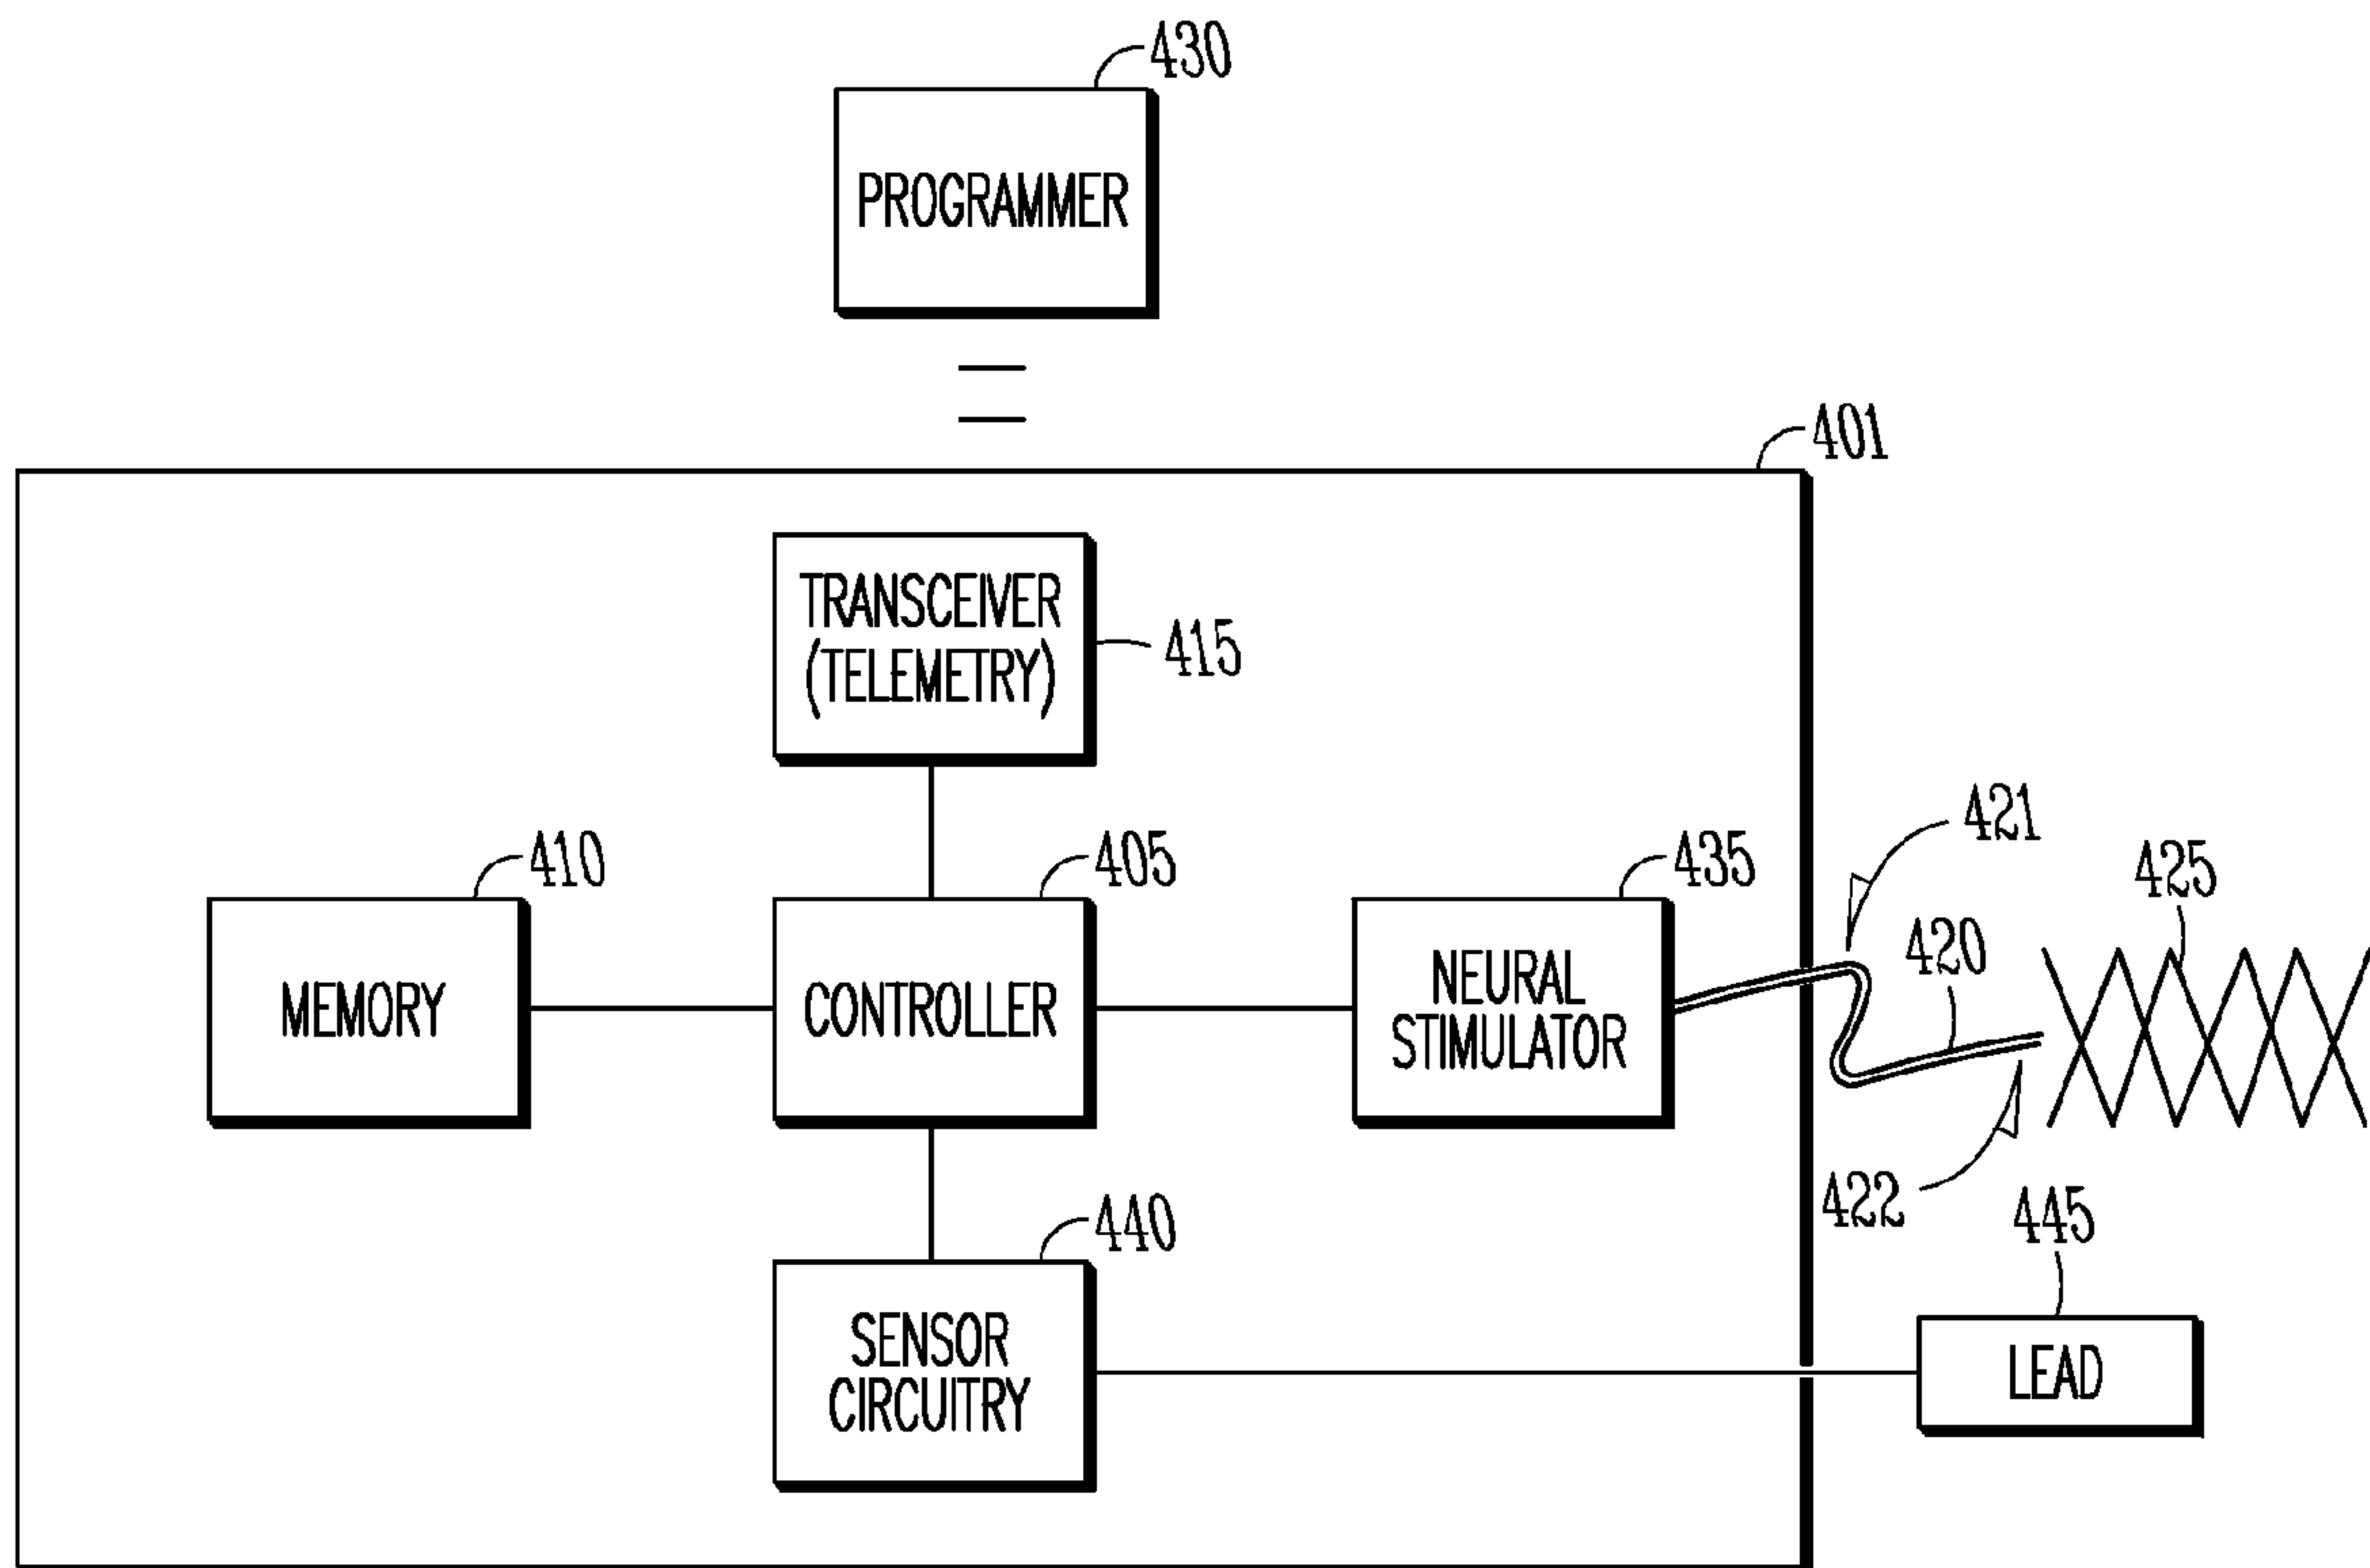 430
PROGRAMMER
401
TRANSCEIVER
(TELEMETRY)
415
421
425
410
405
435
420
MEMORY
CONTROLLER
NEURAL
STIMULATOR
422
445
440
SENSOR
CIRCUITRY
LEAD